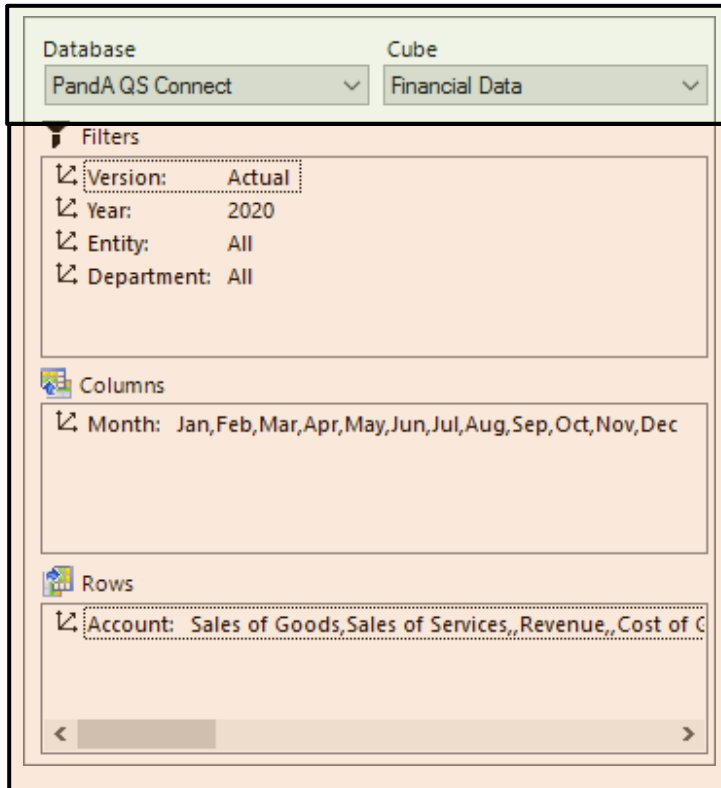 Database Cube
PandA QS Connect Financial Data
Filters
Version: Actual
Year: 2020
Entity: All
Department: All
Columns
Month: Jan,Feb,Mar,Apr,May,Jun,Jul,Aug,Sep,Oct,Nov,Dec
Rows
Account: Sales of Goods,Sales of Services,,Revenue,,Cost of